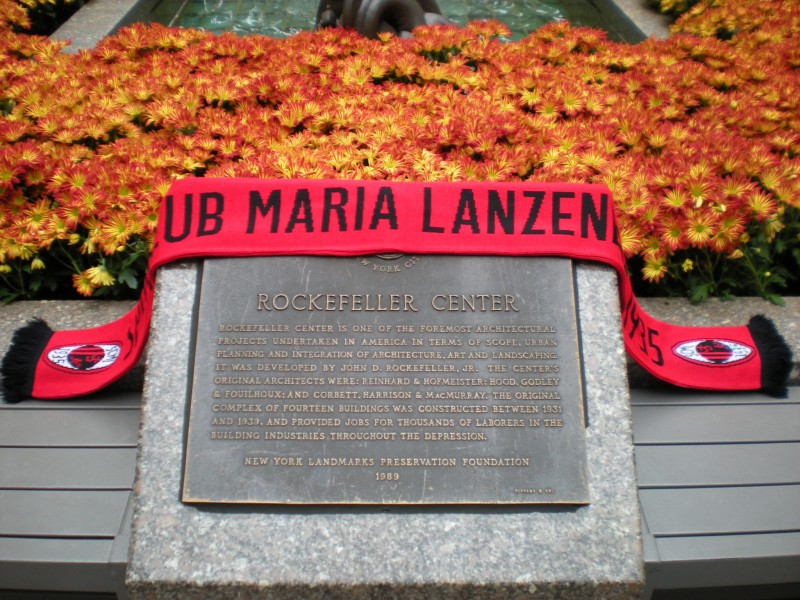 UB MARIA LANZEN
1935
NEW YORK CITY
ROCKEFELLER CENTER
ROCKEFELLER CENTER IS ONE OF THE FOREMOST ARCHITECTURAL
PROJECTS UNDERTAKEN IN AMERICA IN TERMS OF SCOPE, URBAN
PLANNING AND INTEGRATION OF ARCHITECTURE, ART AND LANDSCAPING.
IT WAS DEVELOPED BY JOHN D. ROCKEFELLER, JR. THE CENTER'S
ORIGINAL ARCHITECTS WERE: REINHARD & HOFMEISTER; HOOD, GODLEY
& FOUILHOUX; AND CORBETT, HARRISON & MACMURRAY. THE ORIGINAL
COMPLEX OF FOURTEEN BUILDINGS WAS CONSTRUCTED BETWEEN 1931
AND 1939, AND PROVIDED JOBS FOR THOUSANDS OF LABORERS IN THE
BUILDING INDUSTRIES THROUGHOUT THE DEPRESSION.
NEW YORK LANDMARKS PRESERVATION FOUNDATION
1989